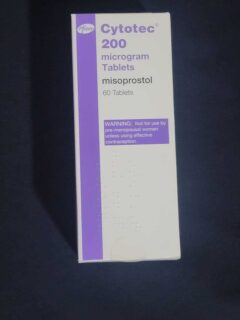 Pfizer
Cytotec®
200
microgram
Tablets
misoprostol
60 Tablets
WARNING: Not for use by
pre-menopausal women
unless using effective
contraception